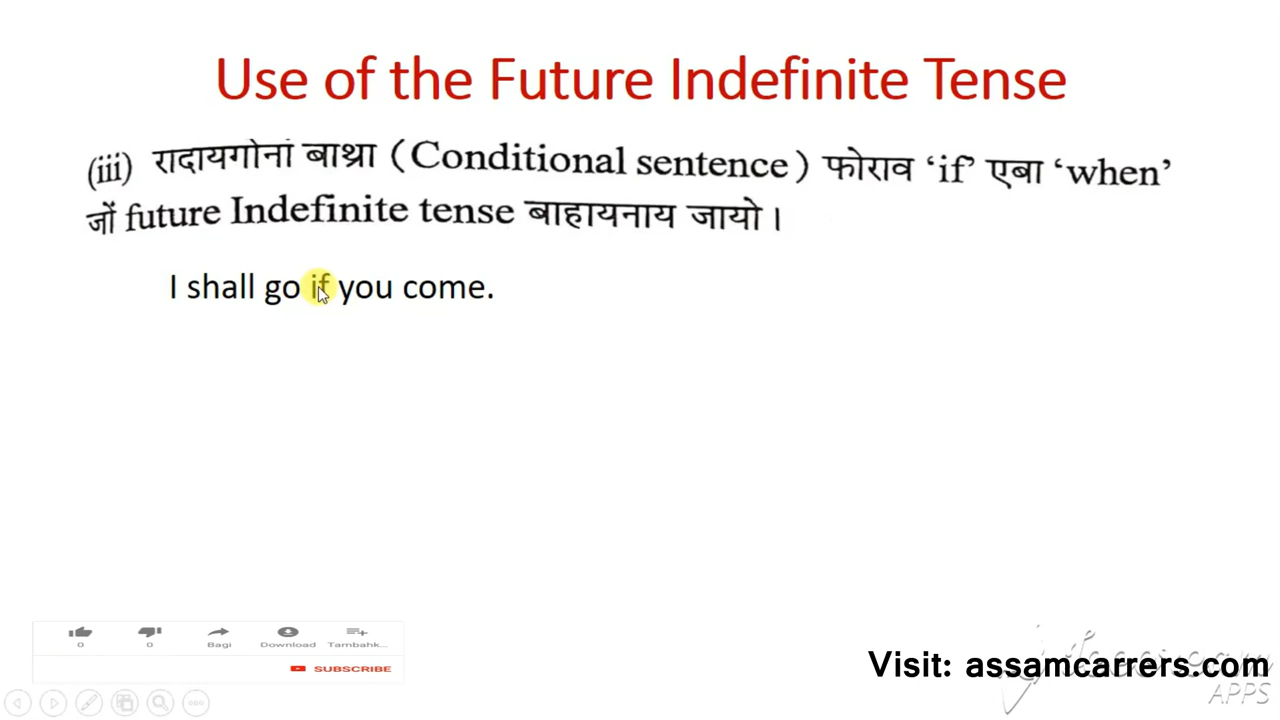 Use of the Future Indefinite Tense
(iii) रादायगोनां बाथ्रा (Conditional sentence) फोराव ‘if’ एबा ‘when’
जों future Indefinite tense बाहायनाय जायो।
I shall go if you come.
0 0 Bagi Download Tambahk...
SUBSCRIBE
Visit: assamcarrers.com
APPS